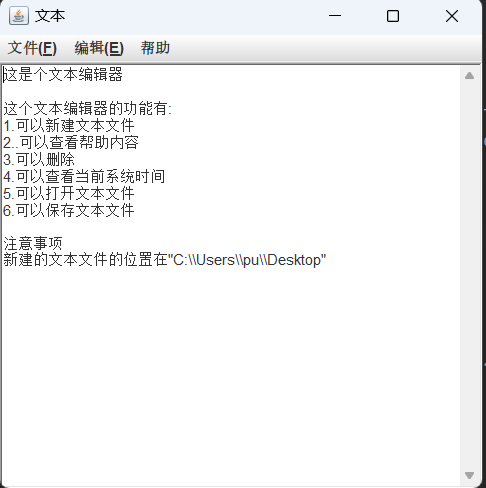 文本
文件(F) 编辑(E) 帮助
这是个文本编辑器
这个文本编辑器的功能有:
1.可以新建文本文件
2..可以查看帮助内容
3.可以删除
4.可以查看当前系统时间
5.可以打开文本文件
6.可以保存文本文件
注意事项
新建的文本文件的位置在"C:\\Users\\pu\\Desktop"